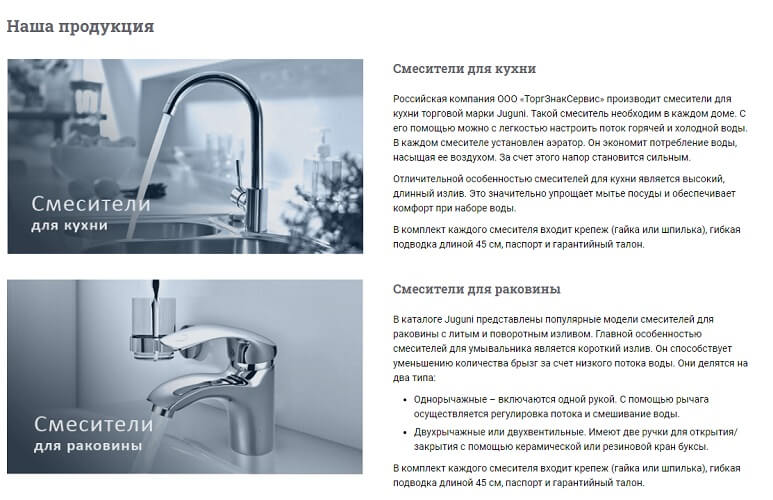 Наша продукция
Смесители
для кухни
Смесители для кухни
Российская компания ООО «ТоргЗнакСервис» производит смесители для
кухни торговой марки Juguni. Такой смеситель необходим в каждом доме. С
его помощью можно с легкостью настроить поток горячей и холодной воды.
В каждом смесителе установлен аэратор. Он экономит потребление воды,
насыщая ее воздухом. За счет этого напор становится сильным.
Отличительной особенностью смесителей для кухни является высокий,
длинный излив. Это значительно упрощает мытье посуды и обеспечивает
комфорт при наборе воды.
В комплект каждого смесителя входит крепеж (гайка или шпилька), гибкая
подводка длиной 45 см, паспорт и гарантийный талон.
Смесители
для раковины
Смесители для раковины
В каталоге Juguni представлены популярные модели смесителей для
раковины с литым и поворотным изливом. Главной особенностью
смесителей для умывальника является короткий излив. Он способствует
уменьшению количества брызг за счет низкого потока воды. Они делятся на
два типа:
• Однорычажные – включаются одной рукой. С помощью рычага
осуществляется регулировка потока и смешивание воды.
• Двухрычажные или двухвентильные. Имеют две ручки для открытия/
закрытия с помощью керамической или резиновой кран буксы.
В комплект каждого смесителя входит крепеж (гайка или шпилька), гибкая
подводка длиной 45 см, паспорт и гарантийный талон.